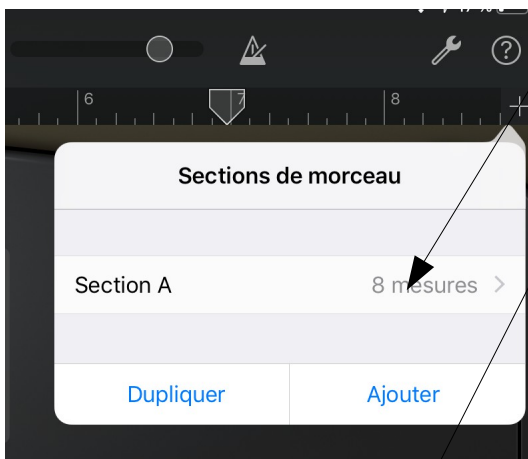 6
7
8
Sections de morceau
Section A
8 mesures
Dupliquer
Ajouter